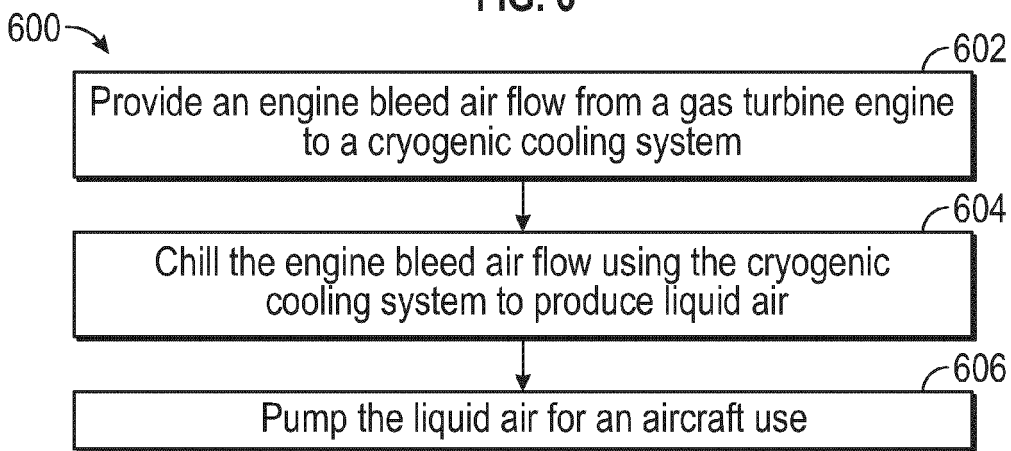 FIG.
600
602
Provide an engine bleed air flow from a gas turbine engine
to a cryogenic cooling system
604
Chill the engine bleed air flow using the cryogenic
cooling system to produce liquid air
606
Pump the liquid air for an aircraft use